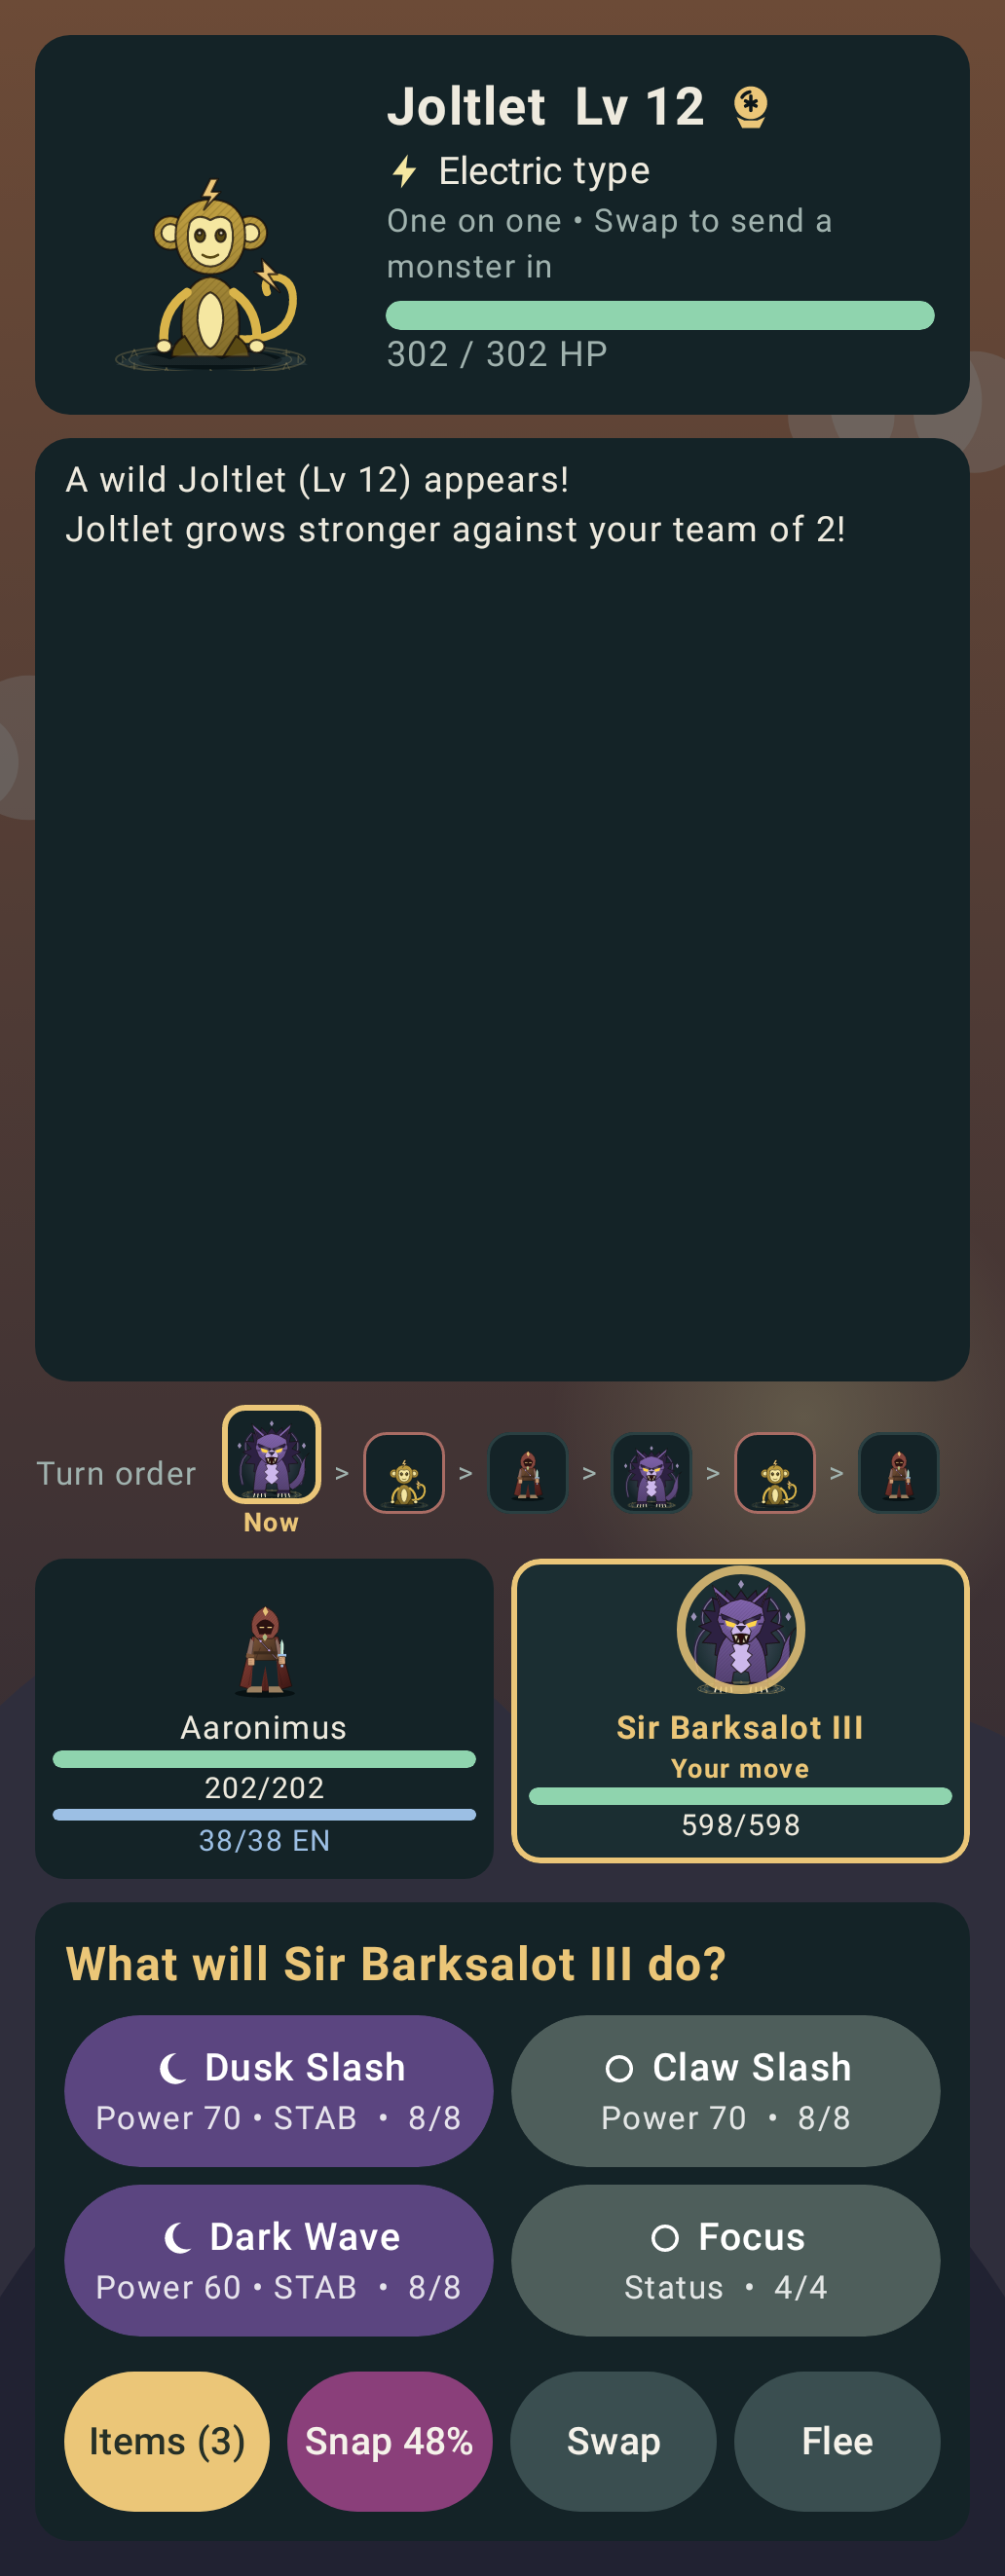 Joltlet Lv 12
Electric type
One on one • Swap to send a
monster in
302 / 302 HP
A wild Joltlet (Lv 12) appears!
Joltlet grows stronger against your team of 2!
Turn order
>
>
>
>
>
Now
Aaronimus
202/202
38/38 EN
Sir Barksalot III
Your move
598/598
What will Sir Barksalot III do?
Dusk Slash
Power 70 • STAB • 8/8
Claw Slash
Power 70 • 8/8
Dark Wave
Power 60 • STAB • 8/8
Focus
Status • 4/4
Items (3)
Snap 48%
Swap
Flee